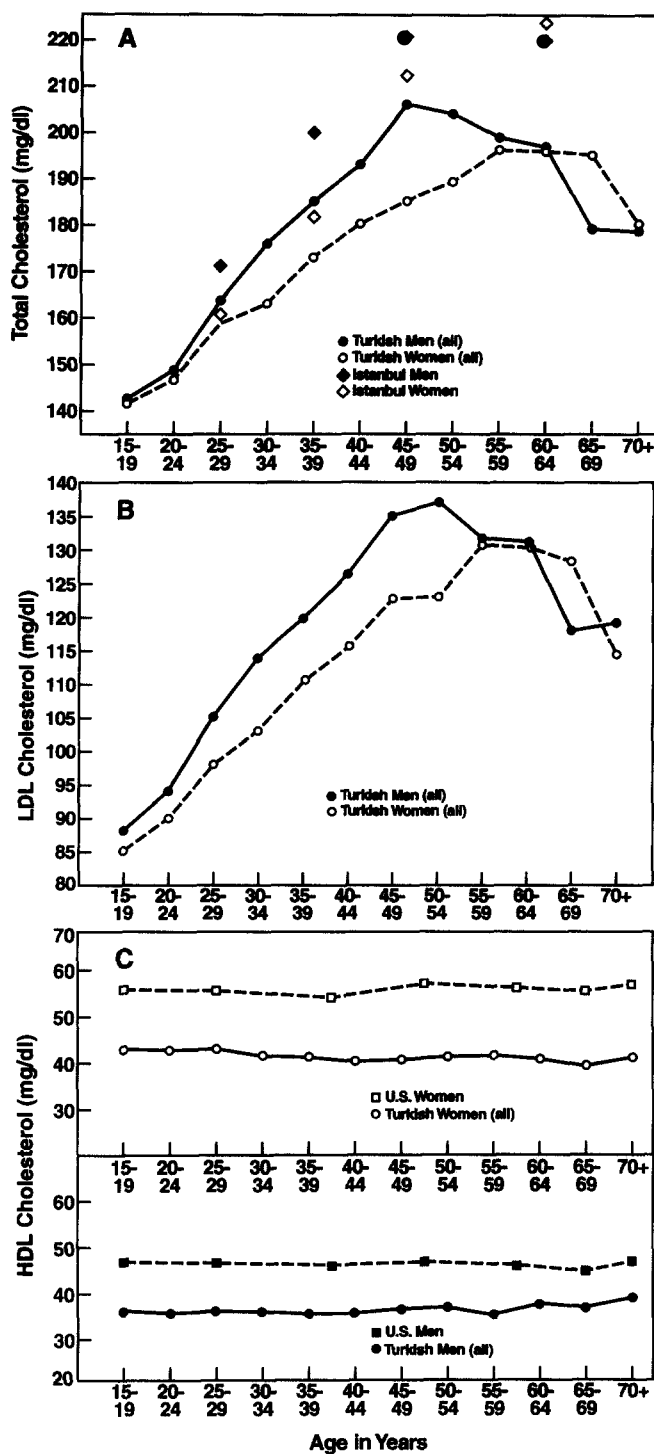 A
Total Cholesterol (mg/dl)
220
210
200
190
180
170
160
150
140
Turkish Men (all)
Turkish Women (all)
Istanbul Men
Istanbul Women
15- 20- 25- 30- 35- 40- 45- 50- 55- 60- 65- 70+
19 24 29 34 39 44 49 54 59 64 69
B
LDL Cholesterol (mg/dl)
140
135
130
125
120
115
110
105
100
95
90
85
80
Turkish Men (all)
Turkish Women (all)
15- 20- 25- 30- 35- 40- 45- 50- 55- 60- 65- 70+
19 24 29 34 39 44 49 54 59 64 69
C
HDL Cholesterol (mg/dl)
70
60
50
40
30
U.S. Women
Turkish Women (all)
15- 20- 25- 30- 35- 40- 45- 50- 55- 60- 65- 70+
19 24 29 34 39 44 49 54 59 64 69
60
50
40
30
20
U.S. Men
Turkish Men (all)
15- 20- 25- 30- 35- 40- 45- 50- 55- 60- 65- 70+
19 24 29 34 39 44 49 54 59 64 69
Age in Years